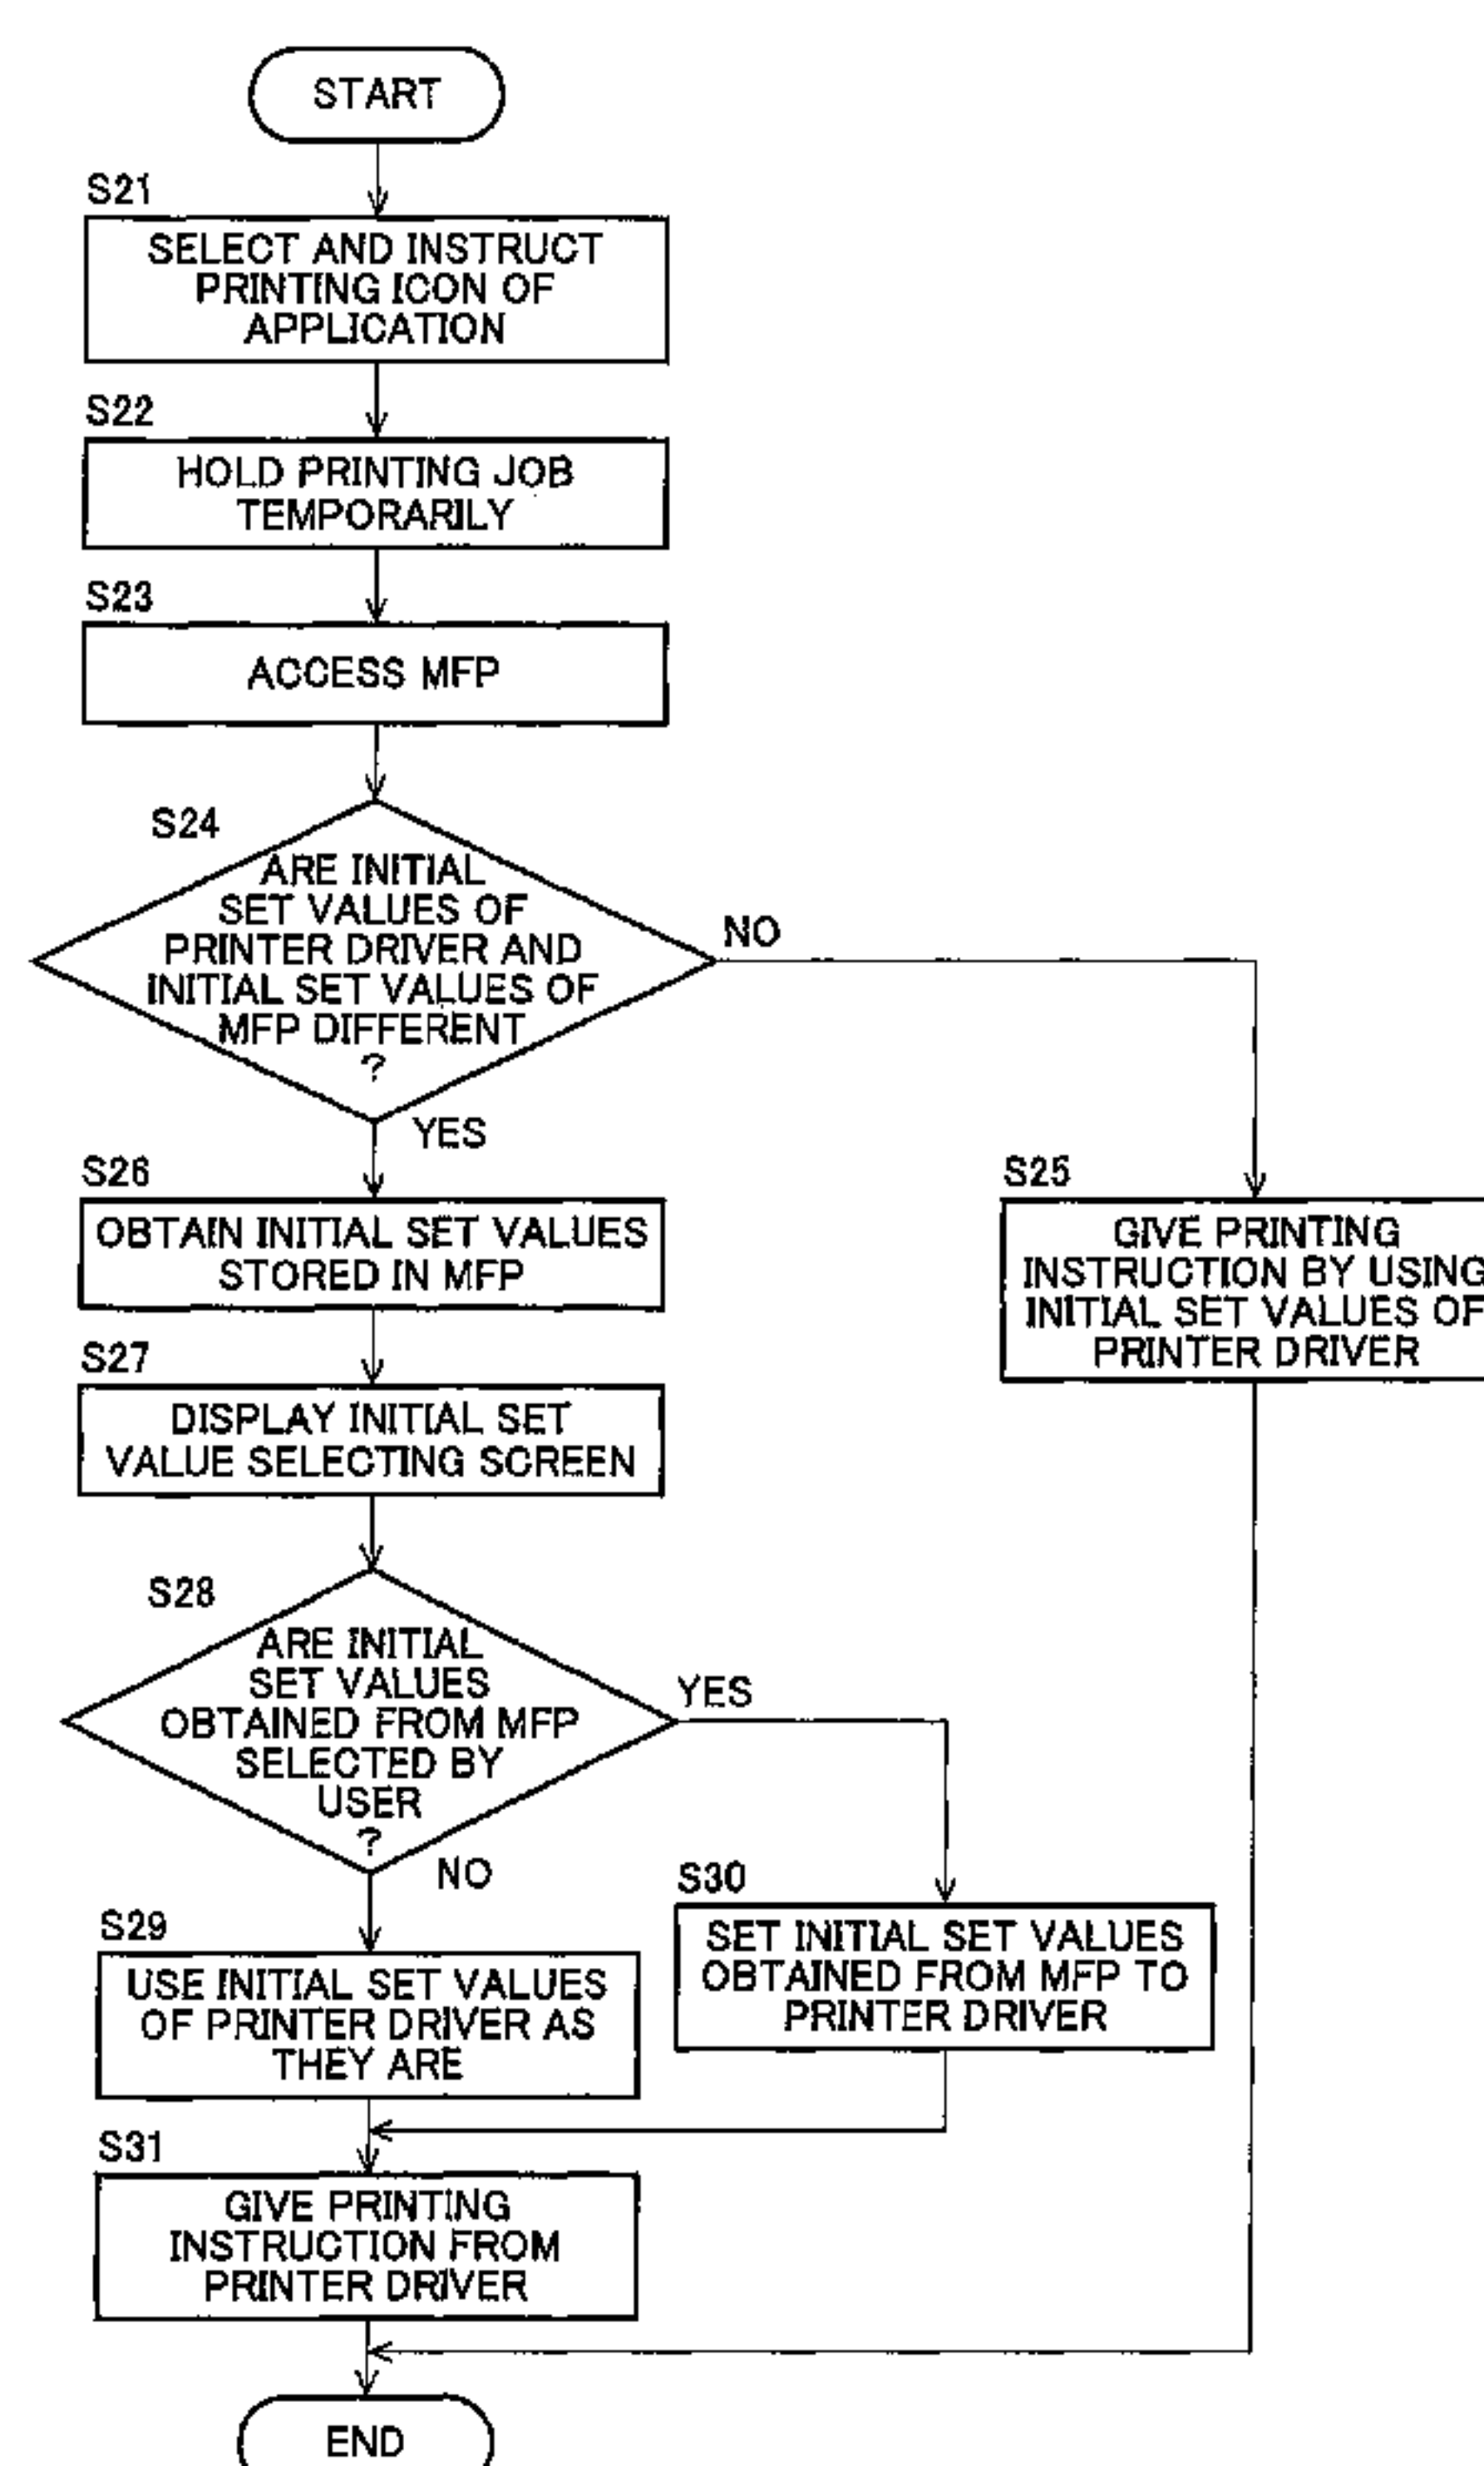 START
S21
SELECT AND INSTRUCT
PRINTING ICON OF
APPLICATION
S22
HOLD PRINTING JOB
TEMPORARILY
S23
ACCESS MFP
S24
ARE INITIAL
SET VALUES OF
PRINTER DRIVER AND
INITIAL SET VALUES OF
MFP DIFFERENT
?
NO
YES
S26
OBTAIN INITIAL SET VALUES
STORED IN MFP
S25
GIVE PRINTING
INSTRUCTION BY USING
INITIAL SET VALUES OF
PRINTER DRIVER
S27
DISPLAY INITIAL SET
VALUE SELECTING SCREEN
S28
ARE INITIAL
SET VALUES
OBTAINED FROM MFP
SELECTED BY
USER
?
YES
NO
S30
SET INITIAL SET VALUES
OBTAINED FROM MFP TO
PRINTER DRIVER
S29
USE INITIAL SET VALUES
OF PRINTER DRIVER AS
THEY ARE
S31
GIVE PRINTING
INSTRUCTION FROM
PRINTER DRIVER
END